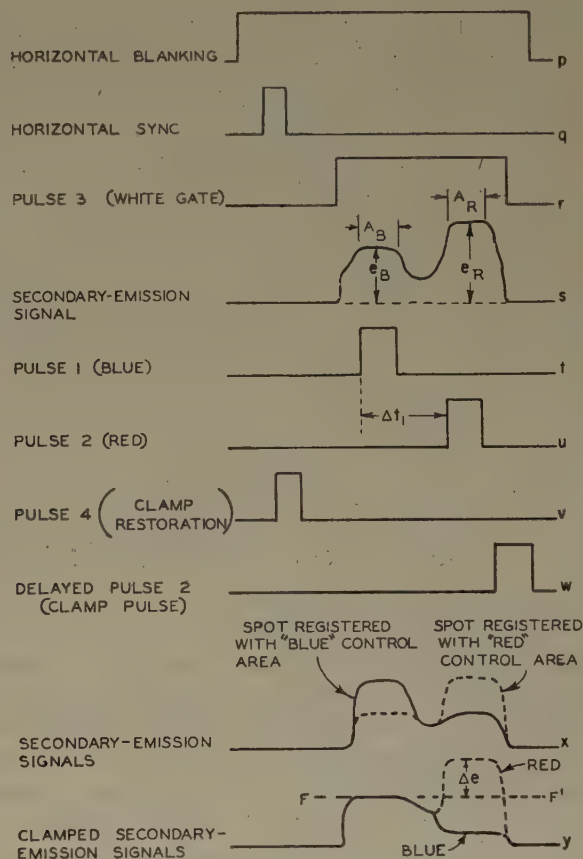 HORIZONTAL BLANKING p
HORIZONTAL SYNC q
PULSE 3 (WHITE GATE) r
A_B A_R
e_B e_R
SECONDARY-EMISSION
SIGNAL s
PULSE 1 (BLUE) t
Δt₁
PULSE 2 (RED) u
PULSE 4 (CLAMP
RESTORATION) v
DELAYED PULSE 2
(CLAMP PULSE) w
SPOT REGISTERED
WITH "BLUE" CONTROL
AREA
SPOT REGISTERED
WITH "RED"
CONTROL AREA
SECONDARY-EMISSION
SIGNALS x
RED
Δe
F F'
CLAMPED SECONDARY-
EMISSION SIGNALS y
BLUE